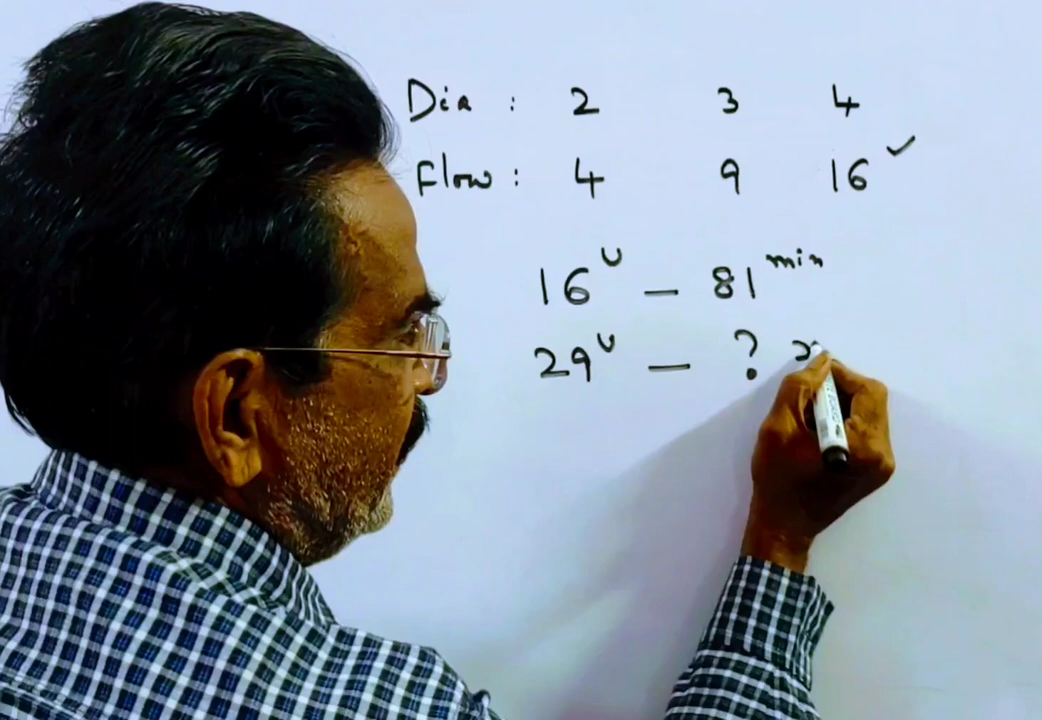 Dia : 2 3 4
Flow : 4 9 16 ✓
16ᵁ – 81ᵐⁱⁿ
29ᵁ – ? x